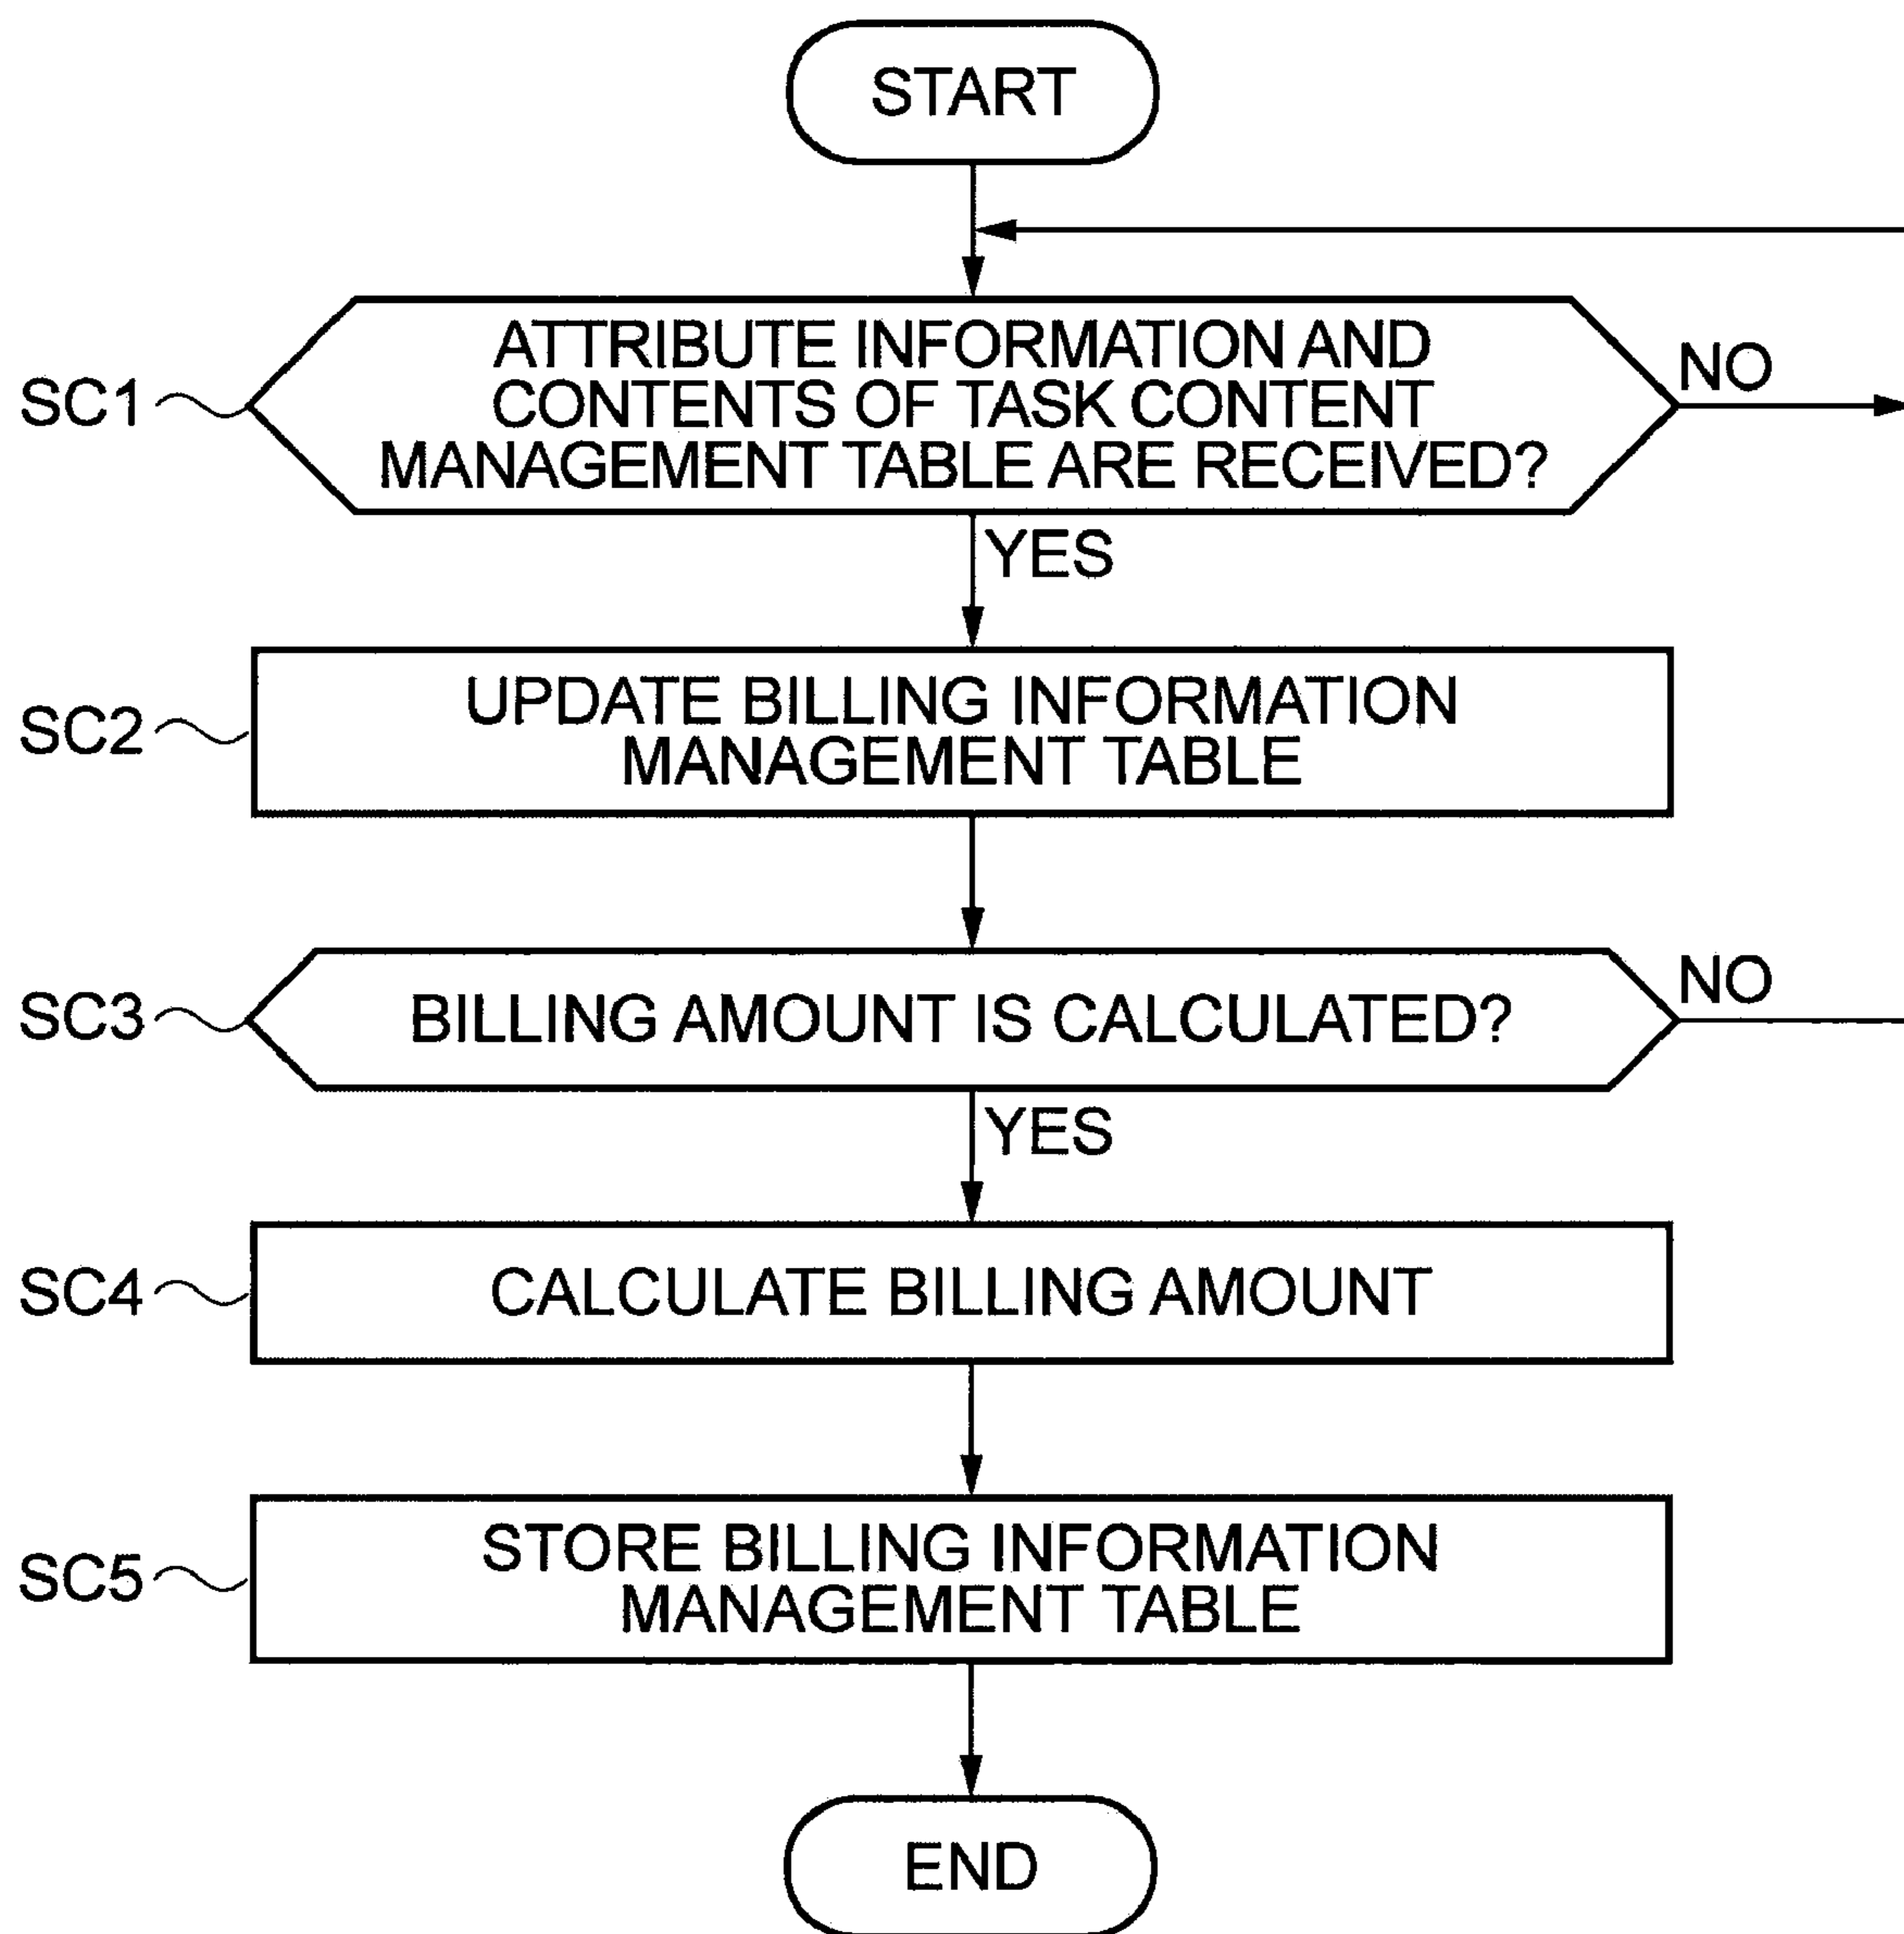 START
SC1
ATTRIBUTE INFORMATION AND
CONTENTS OF TASK CONTENT
MANAGEMENT TABLE ARE RECEIVED?
NO
YES
SC2
UPDATE BILLING INFORMATION
MANAGEMENT TABLE
SC3
BILLING AMOUNT IS CALCULATED?
NO
YES
SC4
CALCULATE BILLING AMOUNT
SC5
STORE BILLING INFORMATION
MANAGEMENT TABLE
END